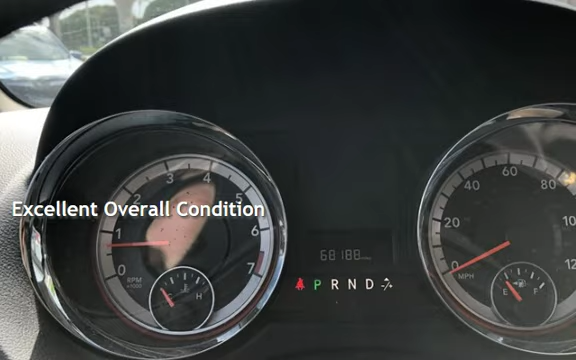 Excellent Overall Condition
0 1 2 3 4 5 6 7
RPM
x1000
H
68188
P R N D
0 20 40 60 80
MPH
E F